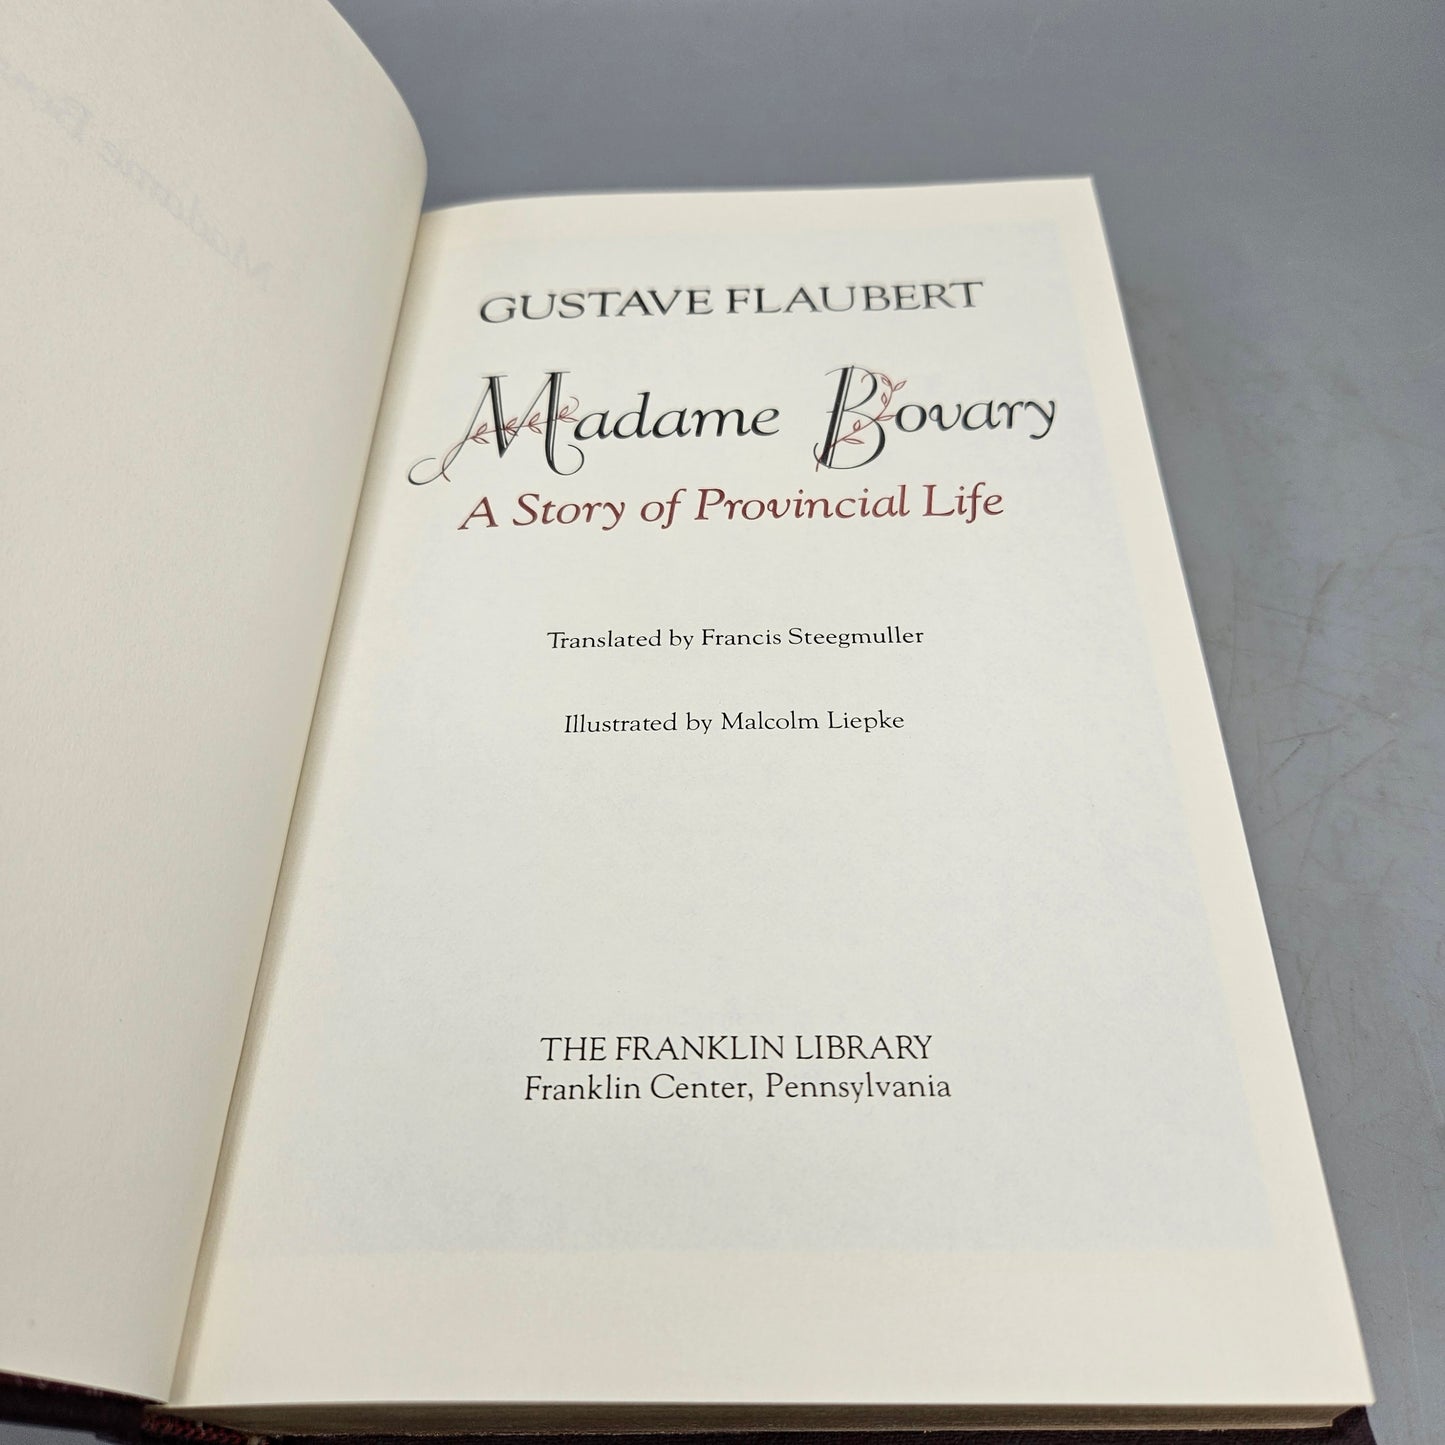 GUSTAVE FLAUBERT
Madame Bovary
A Story of Provincial Life
Translated by Francis Steegmuller
Illustrated by Malcolm Liepke
THE FRANKLIN LIBRARY
Franklin Center, Pennsylvania